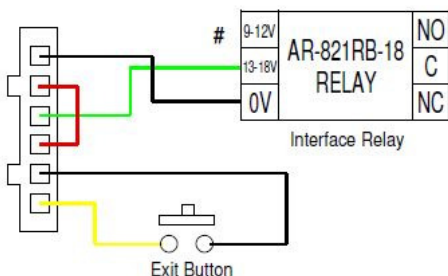 #
9-12V
13-18V
0V
AR-821RB-18
RELAY
NO
C
NC
Interface Relay
Exit Button